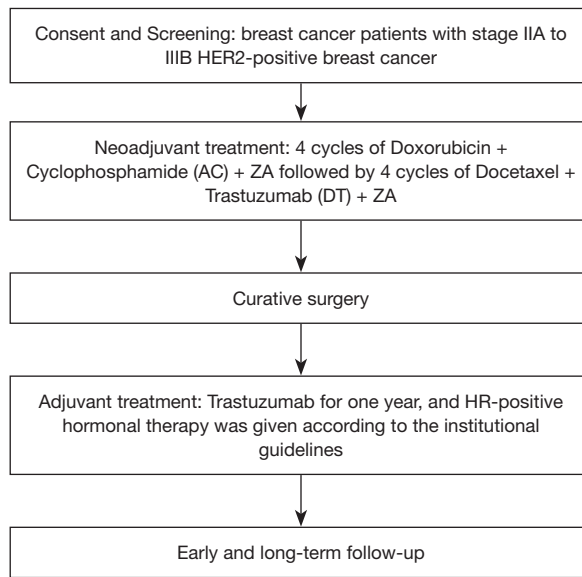 Consent and Screening: breast cancer patients with stage IIA to
IIIB HER2-positive breast cancer
Neoadjuvant treatment: 4 cycles of Doxorubicin +
Cyclophosphamide (AC) + ZA followed by 4 cycles of Docetaxel +
Trastuzumab (DT) + ZA
Curative surgery
Adjuvant treatment: Trastuzumab for one year, and HR-positive
hormonal therapy was given according to the institutional
guidelines
Early and long-term follow-up